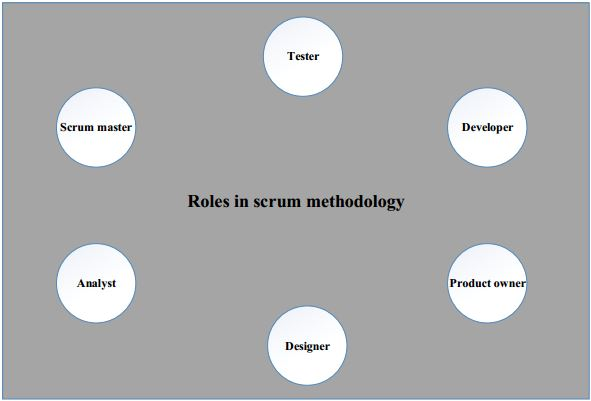 Tester
Scrum master
Developer
Roles in scrum methodology
Analyst
Product owner
Designer